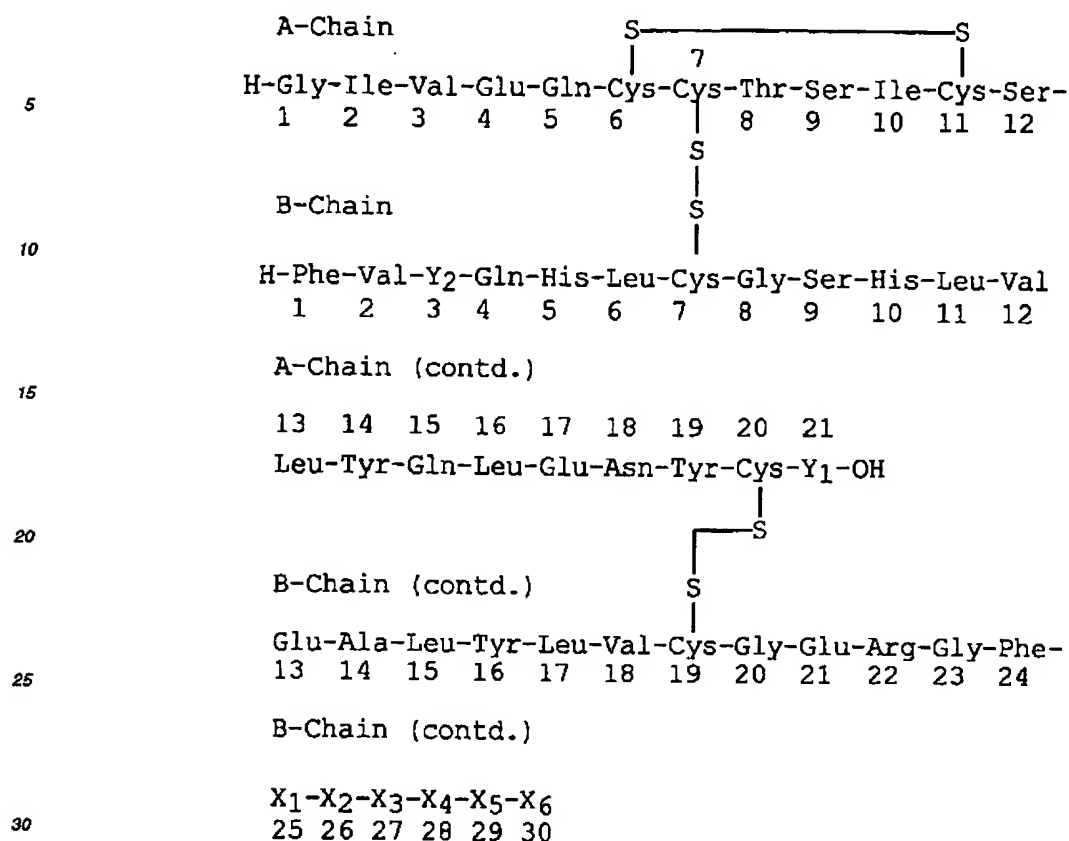 A-Chain
S S
7
H-Gly-Ile-Val-Glu-Gln-Cys-Cys-Thr-Ser-Ile-Cys-Ser-
5
1 2 3 4 5 6 8 9 10 11 12
S
B-Chain
S
10
H-Phe-Val-Y2-Gln-His-Leu-Cys-Gly-Ser-His-Leu-Val
1 2 3 4 5 6 7 8 9 10 11 12
A-Chain (contd.)
15
13 14 15 16 17 18 19 20 21
Leu-Tyr-Gln-Leu-Glu-Asn-Tyr-Cys-Y1-OH
20
S
B-Chain (contd.)
S
Glu-Ala-Leu-Tyr-Leu-Val-Cys-Gly-Glu-Arg-Gly-Phe-
25
13 14 15 16 17 18 19 20 21 22 23 24
B-Chain (contd.)
X1-X2-X3-X4-X5-X6
30
25 26 27 28 29 30